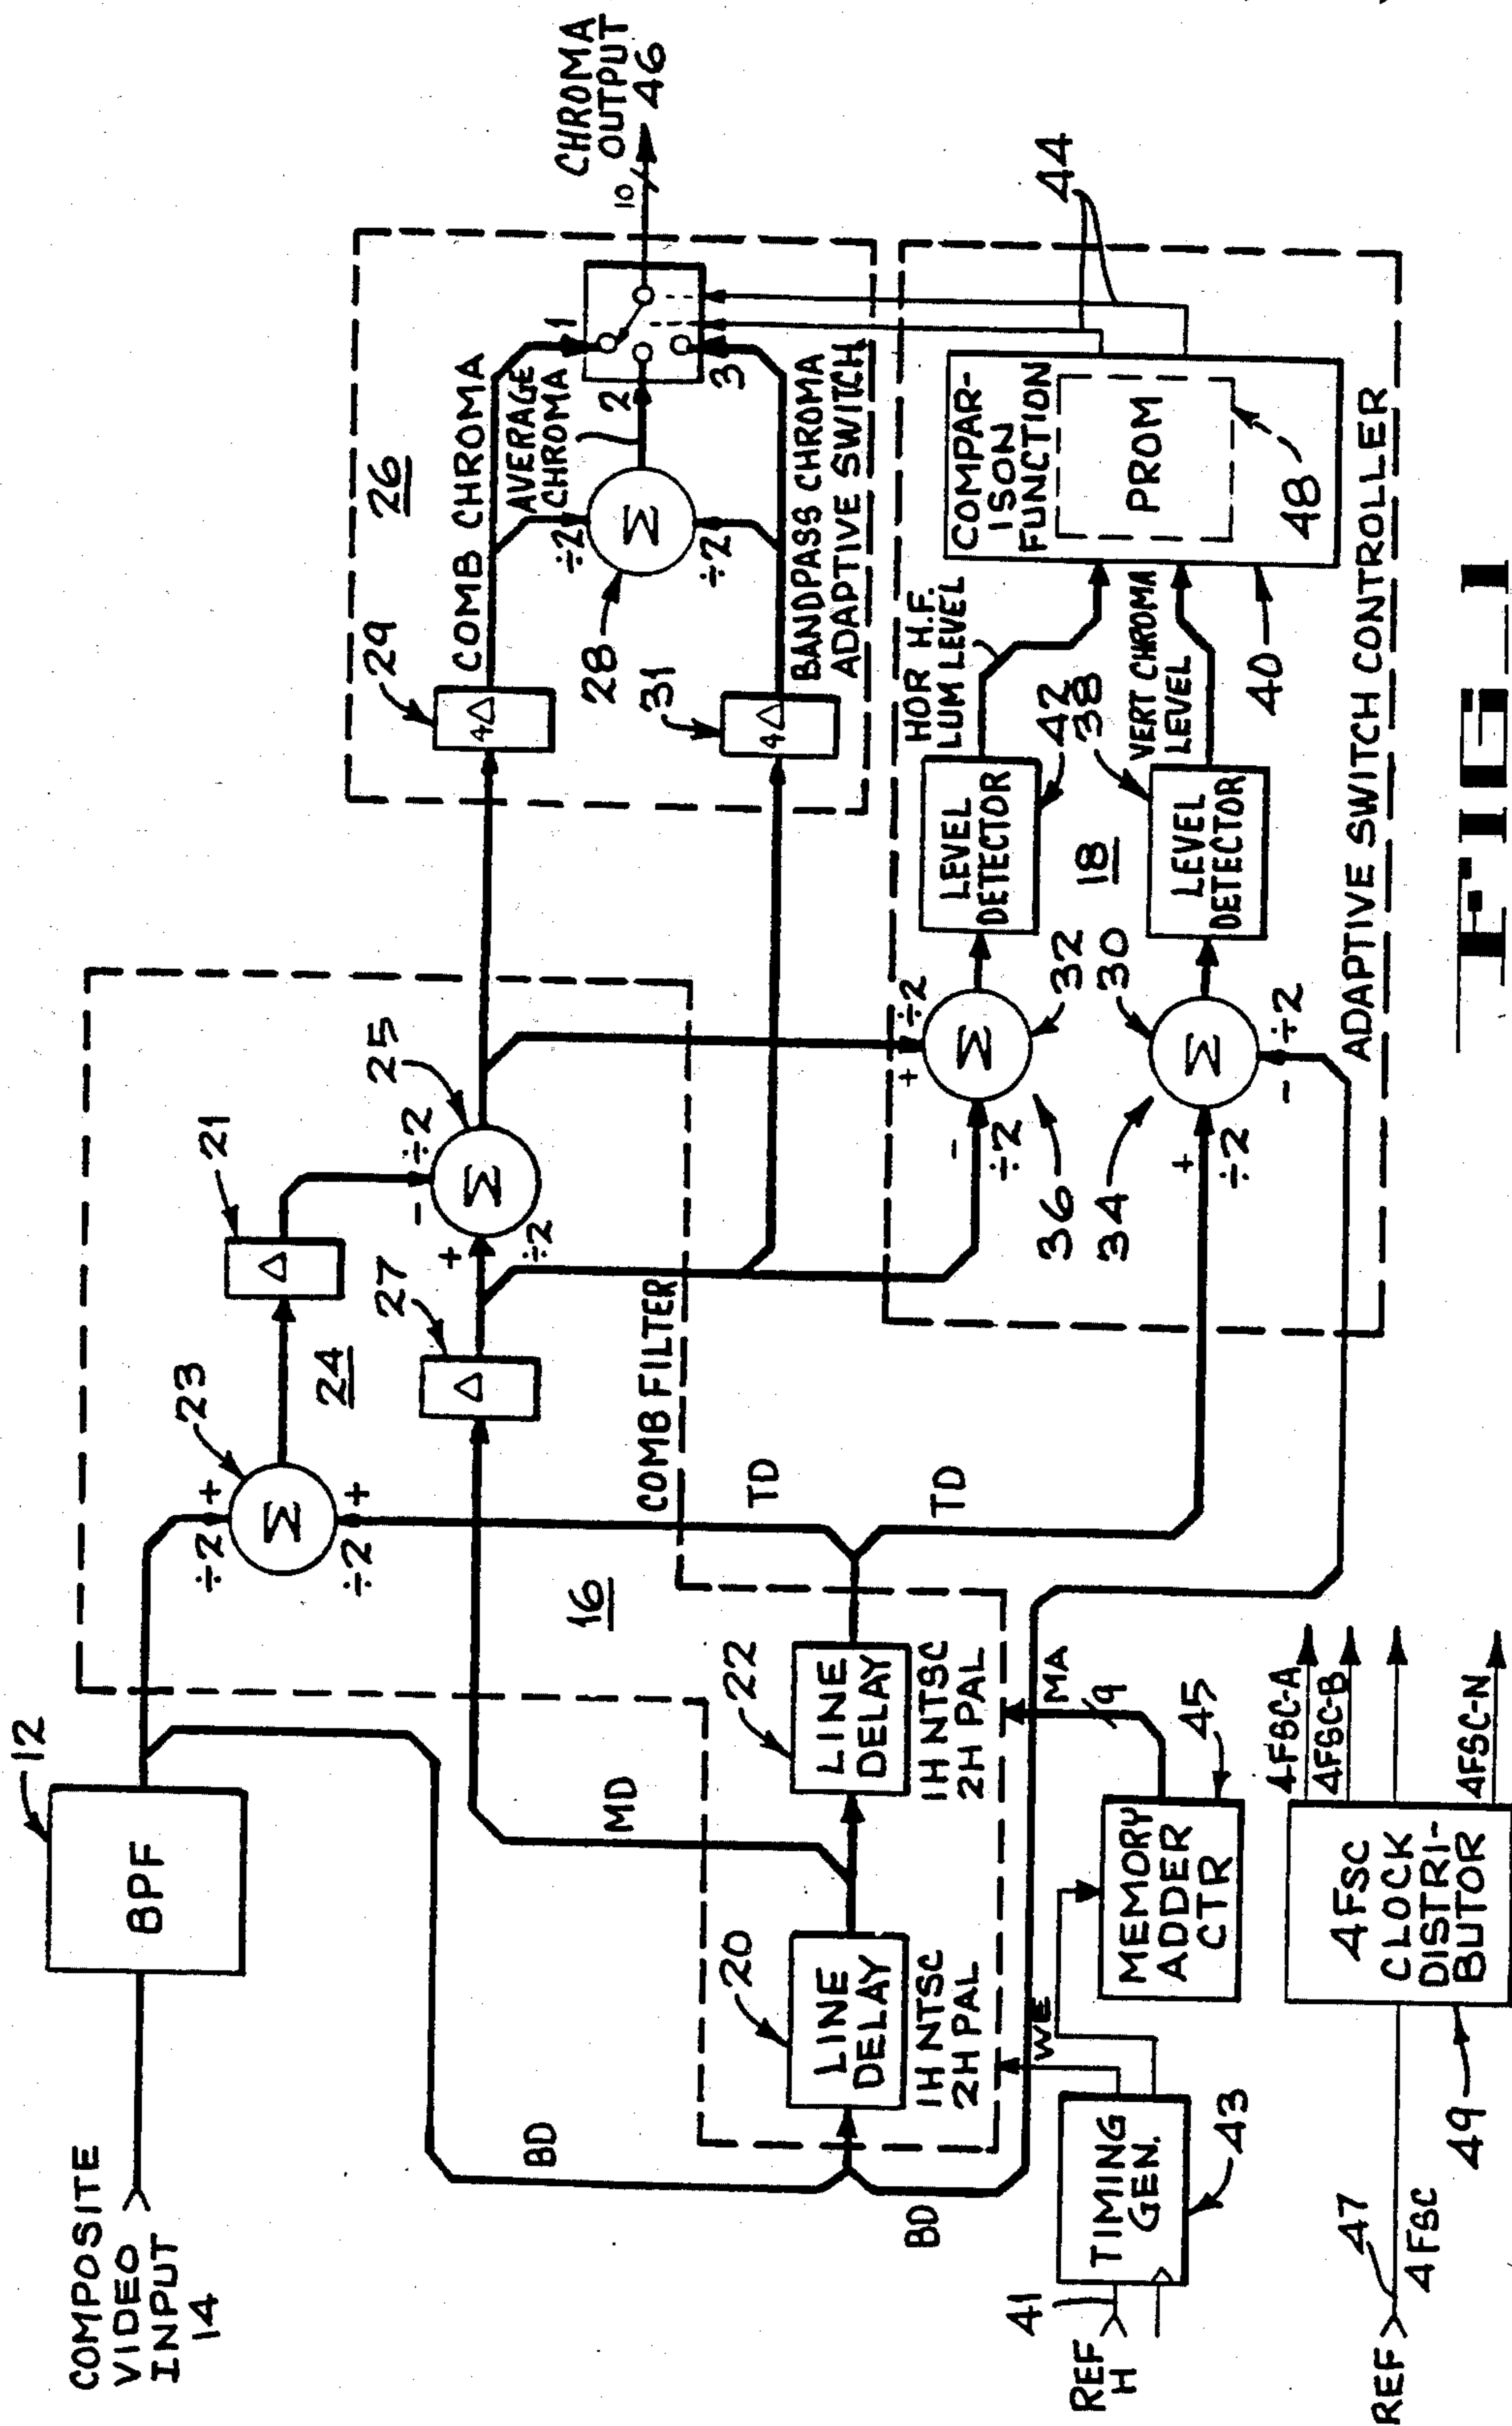 COMPOSITE
VIDEO
INPUT
14
12
BPF
BD
BD
20
LINE
DELAY
1H NTSC
2H PAL
MD
22
LINE
DELAY
1H NTSC
2H PAL
16
COMB FILTER
23
÷2
+
÷2
+
Σ
24
21
Δ
27
Δ
25
-
÷2
+
÷2
Σ
TD
TD
26
29
4Δ
COMB CHROMA
AVERAGE
CHROMA
÷2
÷2
Σ
28
31
4Δ
BANDPASS CHROMA
ADAPTIVE SWITCH
1
2
3
10
CHROMA
OUTPUT
46
44
+
÷2
-
÷2
Σ
32
36
LEVEL
DETECTOR
42
HOR H.F.
LUM LEVEL
18
30
34
+
÷2
-
÷2
Σ
LEVEL
DETECTOR
38
VERT CHROMA
LEVEL
COMPAR-
ISON
FUNCTION
PROM
48
40
ADAPTIVE SWITCH CONTROLLER
REF
H
41
TIMING
GEN.
43
WE
MEMORY
ADDER
CTR
45
MA
9
REF
47
4FSC
4FSC
CLOCK
DISTRI-
BUTOR
49
4FSC-A
4FSC-B
4FSC-N
FIG 1